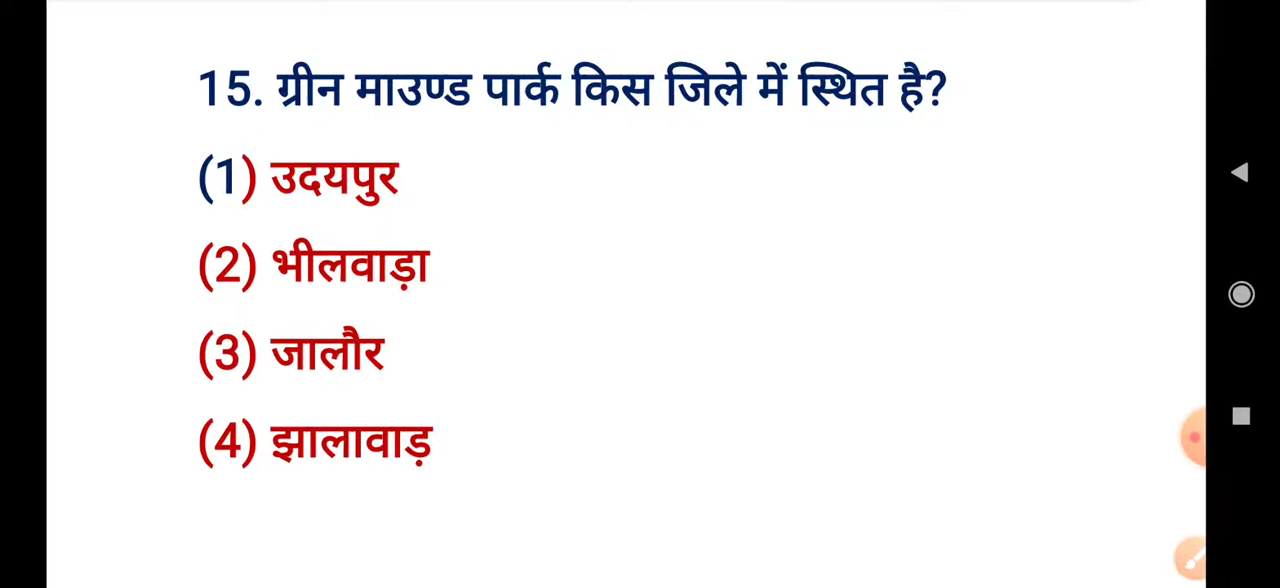 15. ग्रीन माउण्ड पार्क किस जिले में स्थित है?
(1) उदयपुर
(2) भीलवाड़ा
(3) जालौर
(4) झालावाड़